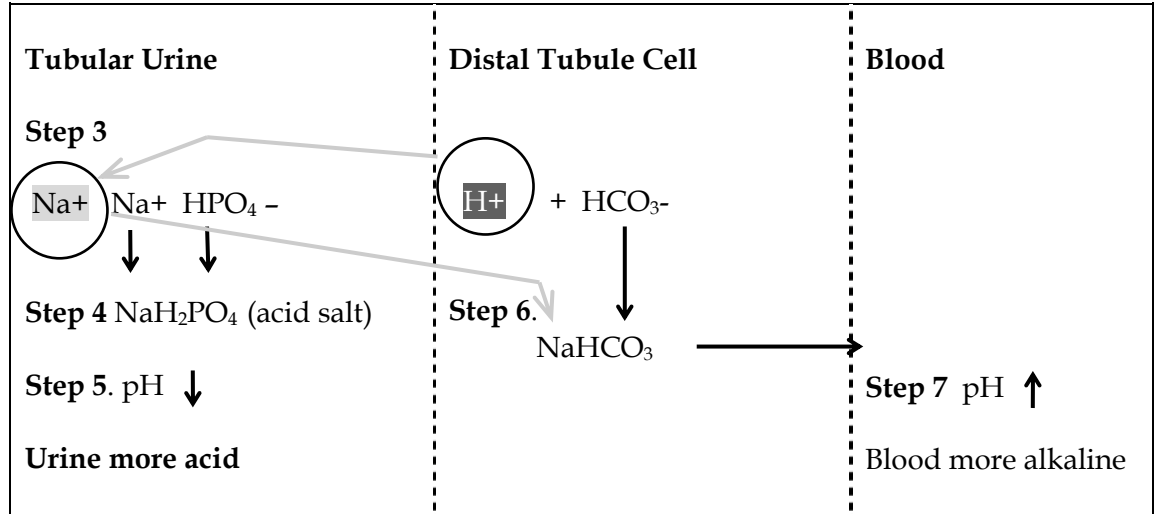 Tubular Urine
Distal Tubule Cell
Blood
Step 3
Na+ Na+ HPO₄ –
H+ + HCO₃-
Step 4 NaH₂PO₄ (acid salt)
Step 6.
NaHCO₃
Step 5. pH
Step 7 pH
Urine more acid
Blood more alkaline